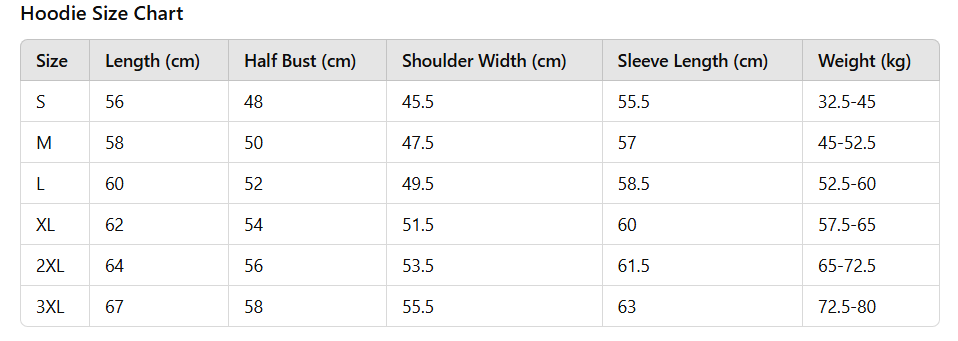 Hoodie Size Chart
Size Length (cm) Half Bust (cm) Shoulder Width (cm) Sleeve Length (cm) Weight (kg)
S 56 48 45.5 55.5 32.5-45
M 58 50 47.5 57 45-52.5
L 60 52 49.5 58.5 52.5-60
XL 62 54 51.5 60 57.5-65
2XL 64 56 53.5 61.5 65-72.5
3XL 67 58 55.5 63 72.5-80